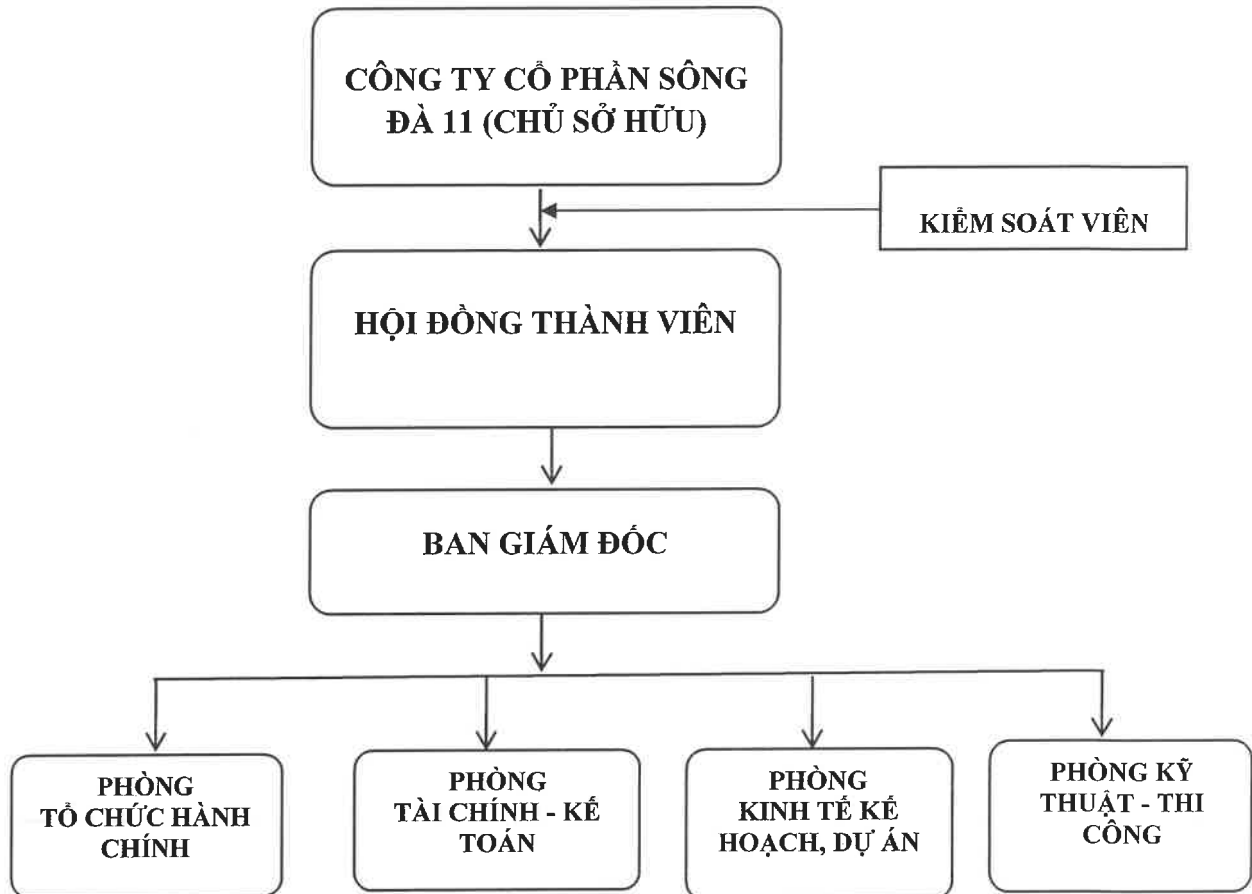 CÔNG TY CỔ PHẦN SÔNG
ĐÀ 11 (CHỦ SỞ HỮU)
KIỂM SOÁT VIÊN
HỘI ĐỒNG THÀNH VIÊN
BAN GIÁM ĐỐC
PHÒNG
TỔ CHỨC HÀNH
CHÍNH
PHÒNG
TÀI CHÍNH - KẾ
TOÁN
PHÒNG
KINH TẾ KẾ
HOẠCH, DỰ ÁN
PHÒNG KỸ
THUẬT - THI
CÔNG